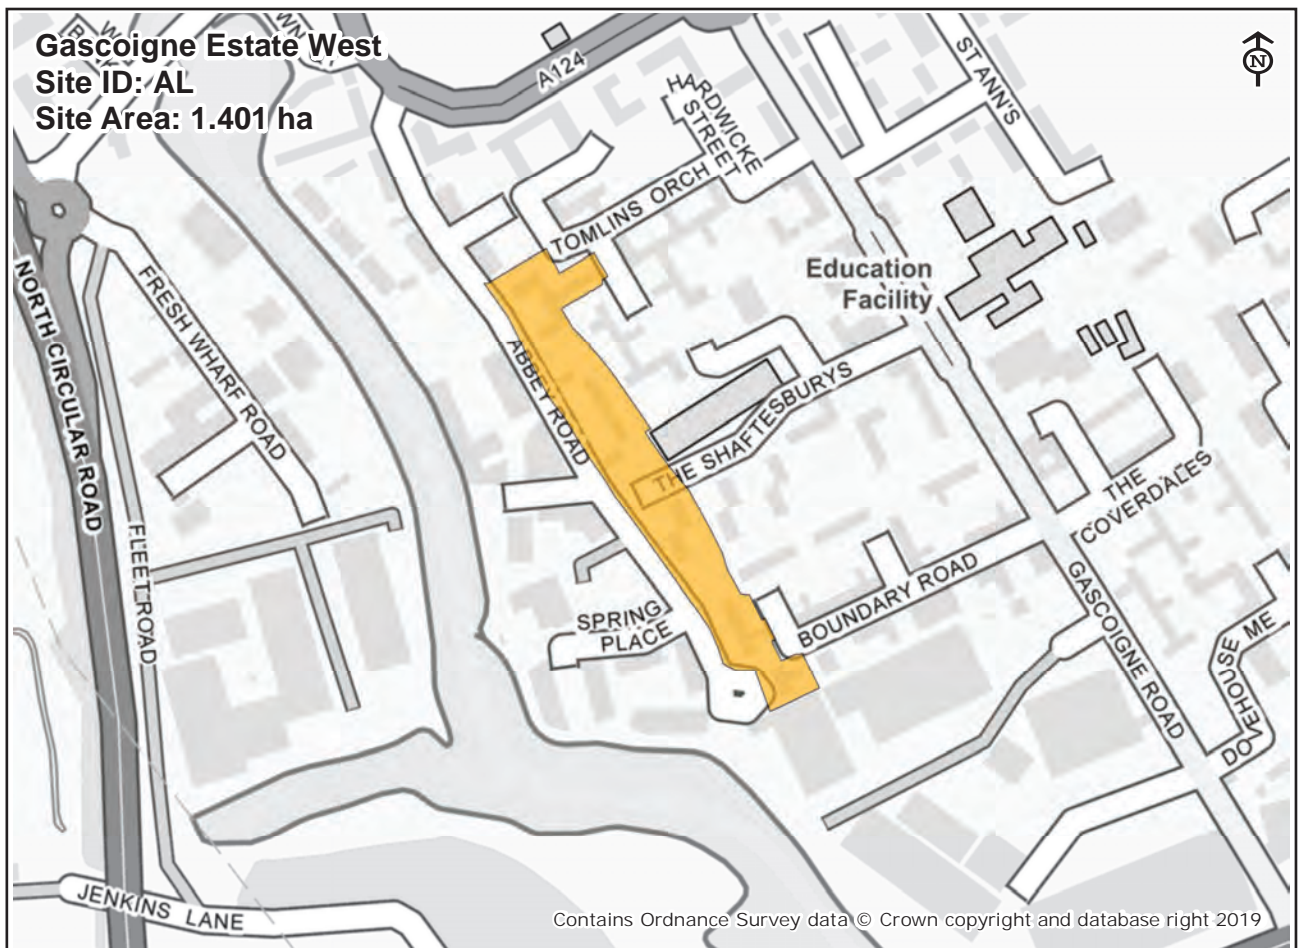 Gascoigne Estate West
Site ID: AL
Site Area: 1.401 ha
A124
N
ST ANN'S
HARDWICKE
STREET
TOMLINS ORCH
Education
Facility
NORTH CIRCULAR ROAD
FRESH WHARF ROAD
ABBEY ROAD
THE SHAFTESBURYS
THE
COVERDALES
FLEET ROAD
SPRING
PLACE
BOUNDARY ROAD
GASCOIGNE ROAD
DOVEHOUSE ME
JENKINS LANE
Contains Ordnance Survey data © Crown copyright and database right 2019